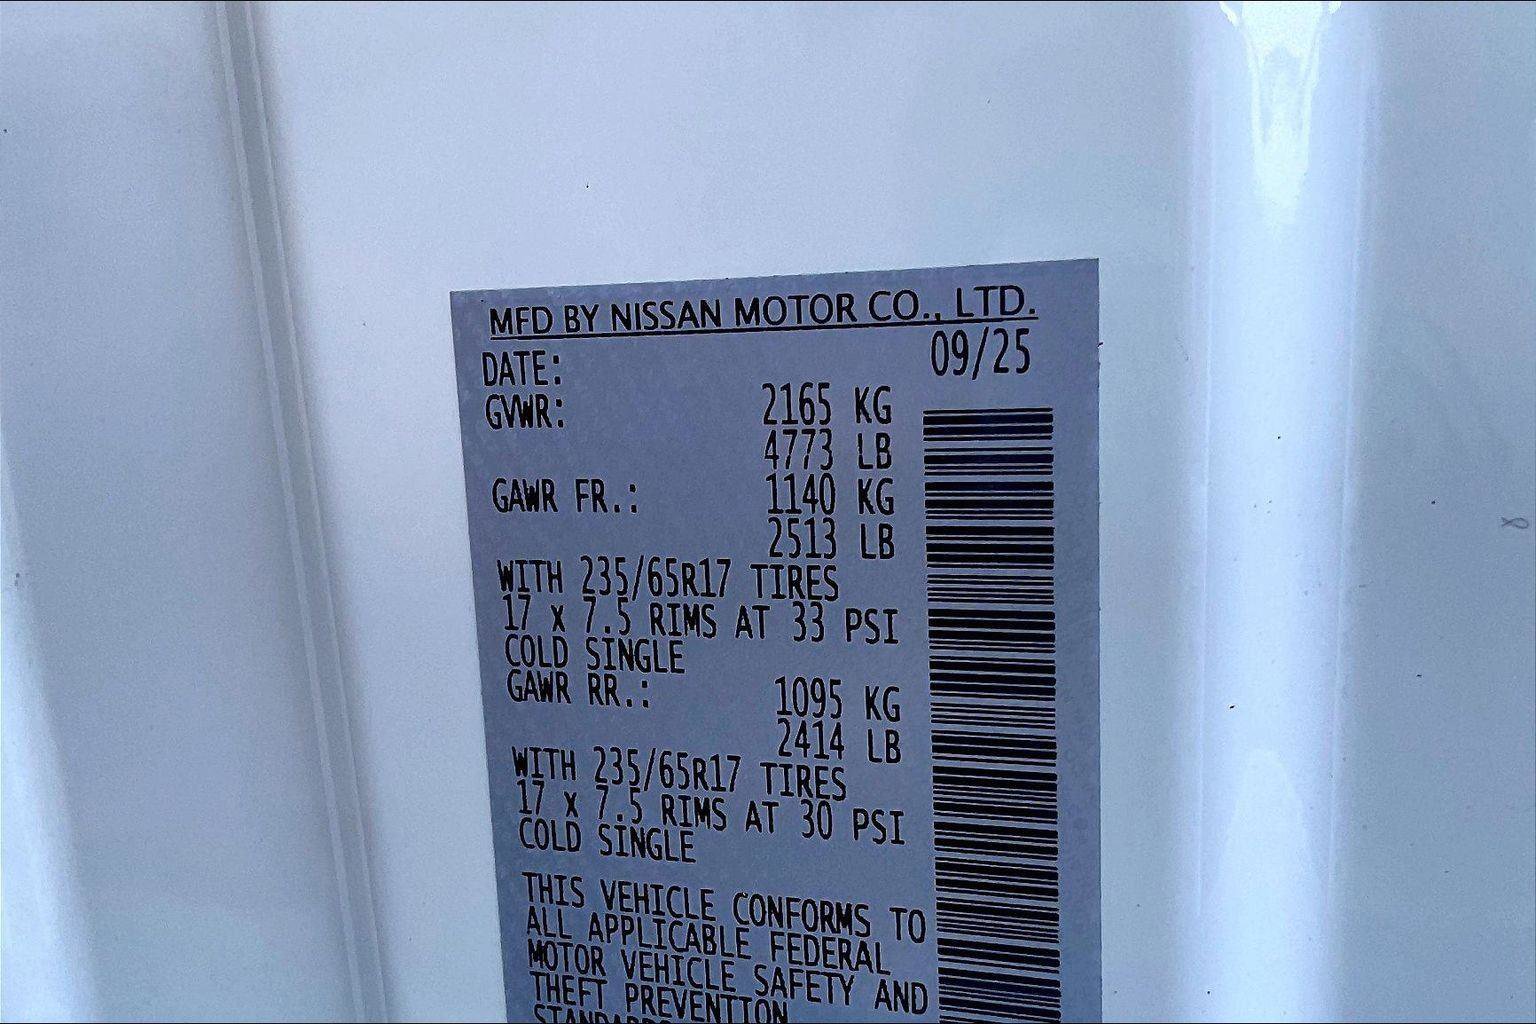 MFD BY NISSAN MOTOR CO., LTD.
DATE: 09/25
GVWR: 2165 KG
4773 LB
GAWR FR.: 1140 KG
2513 LB
WITH 235/65R17 TIRES
17 x 7.5 RIMS AT 33 PSI
COLD SINGLE
GAWR RR.: 1095 KG
2414 LB
WITH 235/65R17 TIRES
17 x 7.5 RIMS AT 30 PSI
COLD SINGLE
THIS VEHICLE CONFORMS TO
ALL APPLICABLE FEDERAL
MOTOR VEHICLE SAFETY AND
THEFT PREVENTION